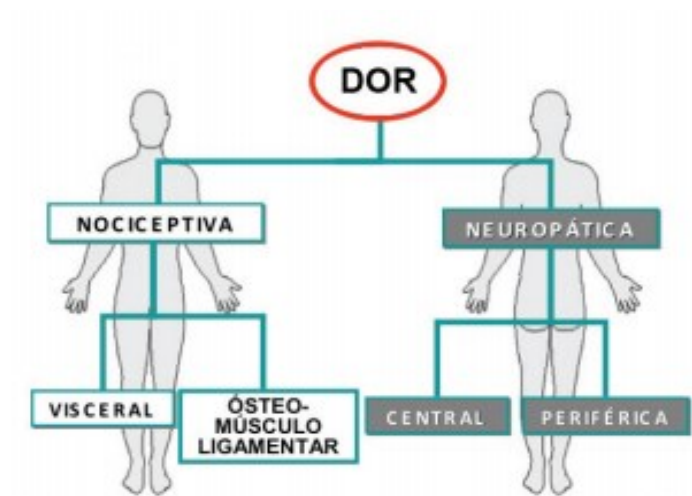 DOR
NOCICEPTIVA
NEUROPÁTICA
VISCERAL
ÓSTEO-
MÚSCULO
LIGAMENTAR
CENTRAL
PERIFÉRICA